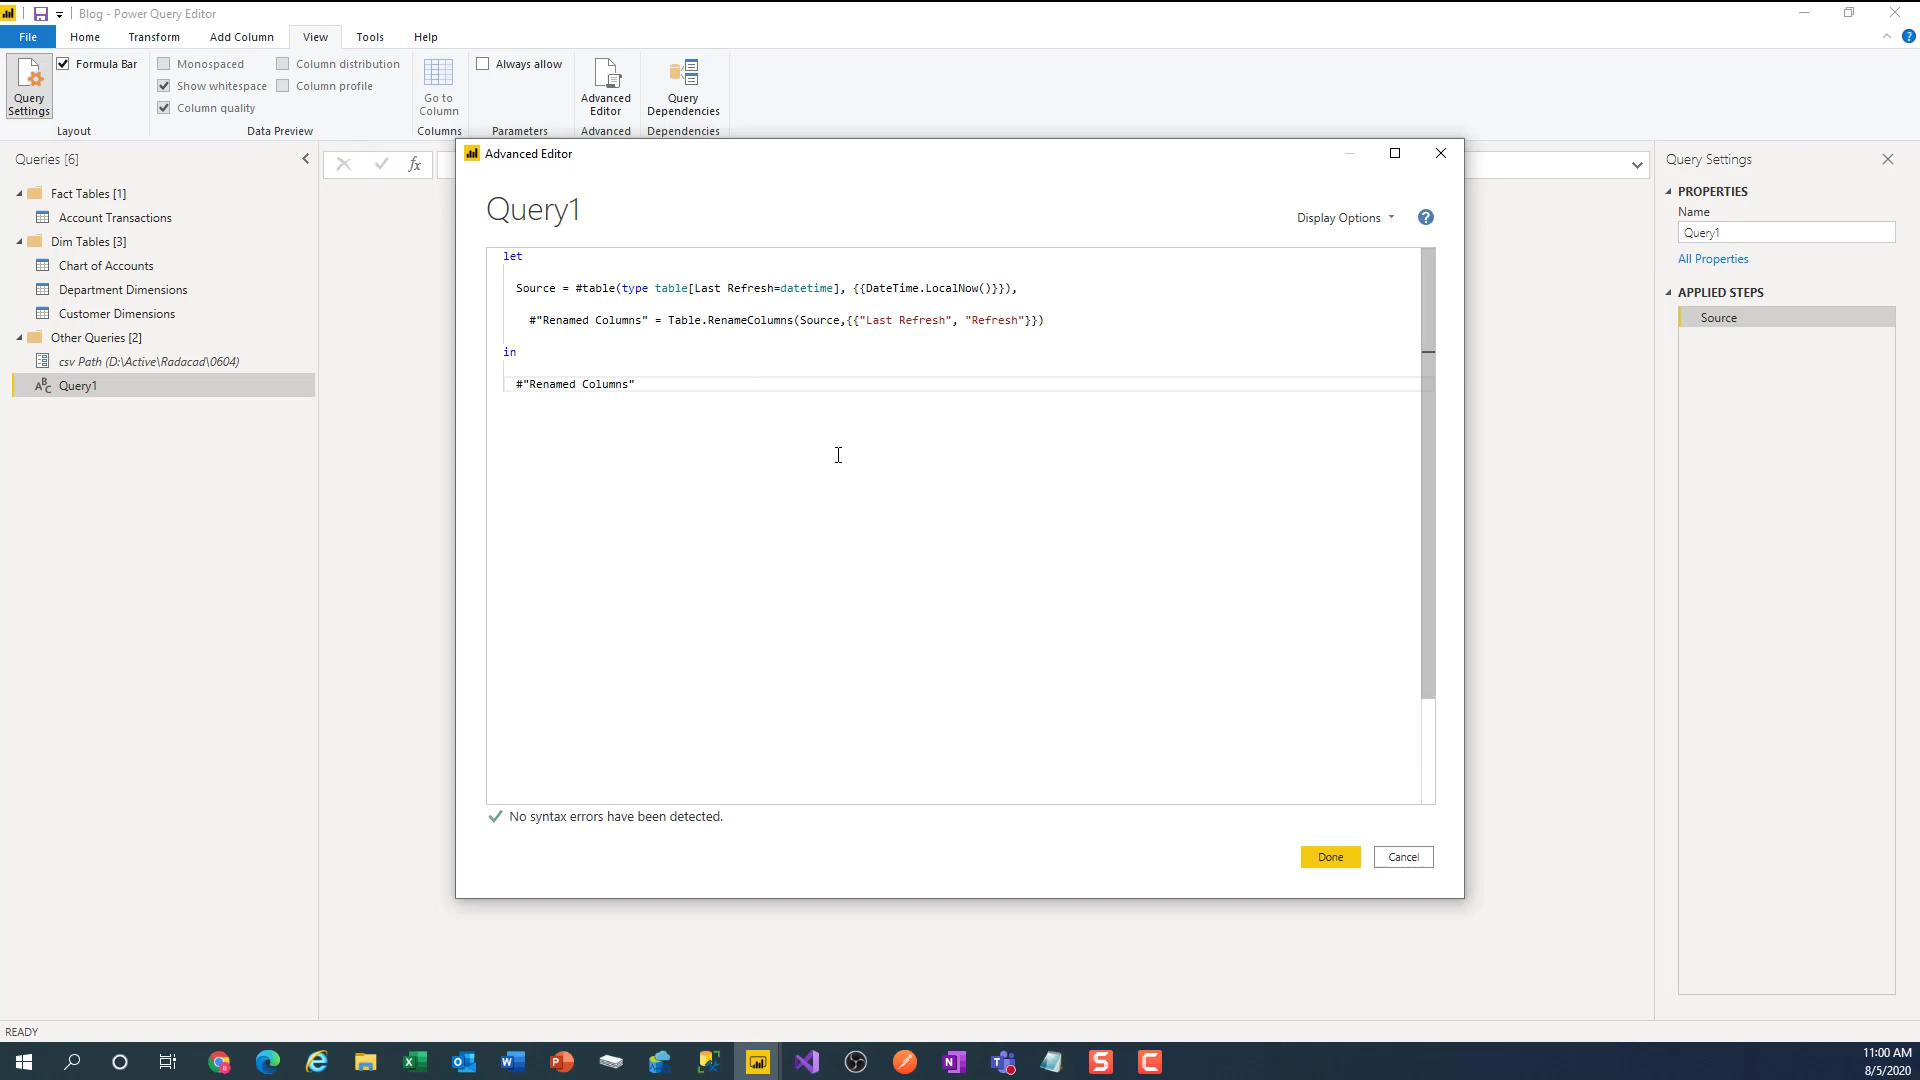 Blog - Power Query Editor
File
Home
Transform
Add Column
View
Tools
Help
Query Settings
Formula Bar
Monospaced
Show whitespace
Column quality
Column distribution
Column profile
Go to Column
Always allow
Advanced Editor
Query Dependencies
Layout
Data Preview
Columns
Parameters
Advanced
Dependencies
Queries [6]
Fact Tables [1]
Account Transactions
Dim Tables [3]
Chart of Accounts
Department Dimensions
Customer Dimensions
Other Queries [2]
csv Path (D:\Active\Radacad\0604)
Query1
fx
Advanced Editor
Query1
Display Options
let
Source = #table(type table[Last Refresh=datetime], {{DateTime.LocalNow()}}),
#"Renamed Columns" = Table.RenameColumns(Source,{{"Last Refresh", "Refresh"}})
in
#"Renamed Columns"
No syntax errors have been detected.
Done
Cancel
Query Settings
PROPERTIES
Name
Query1
All Properties
APPLIED STEPS
Source
READY
11:00 AM
8/5/2020